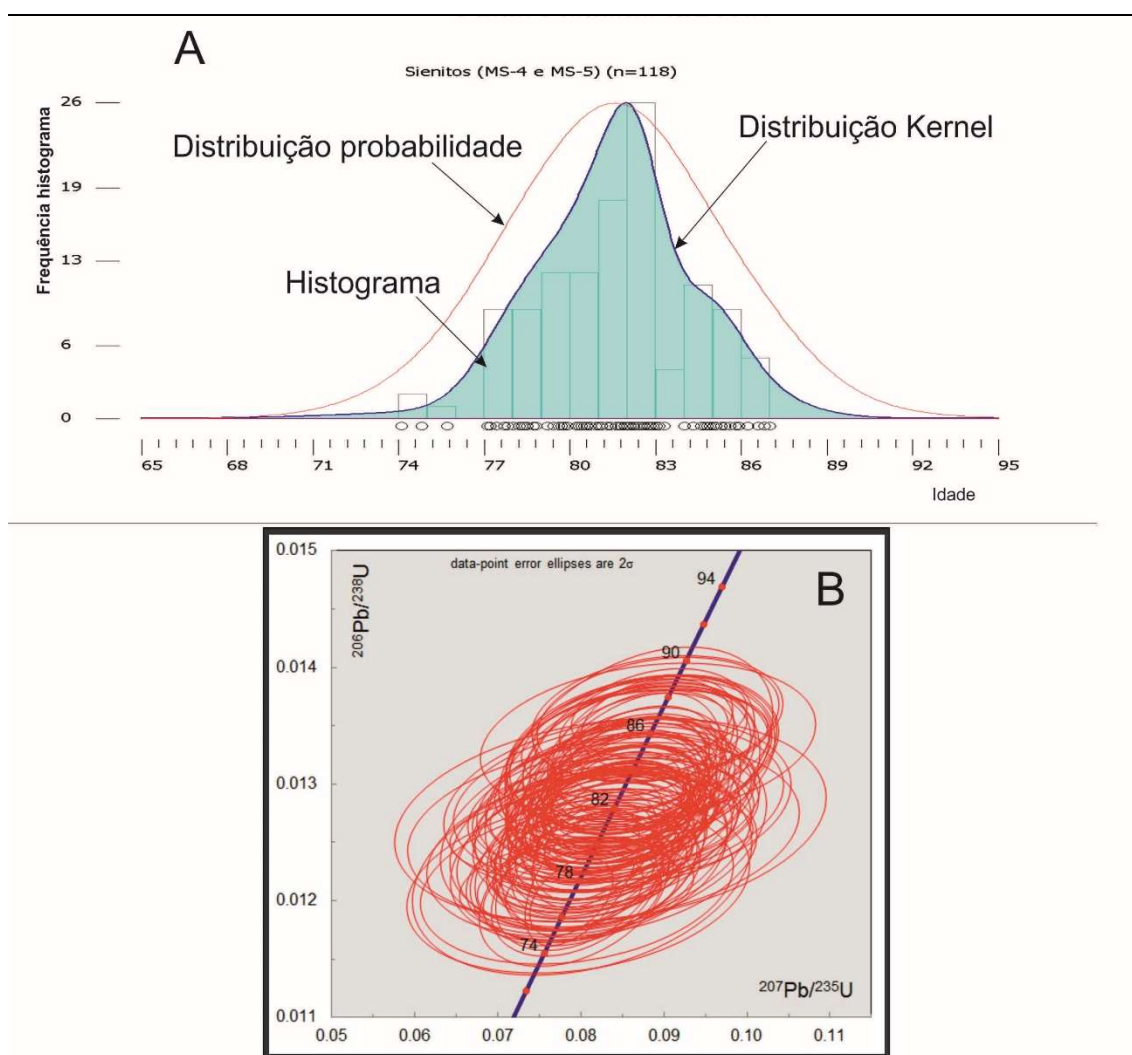 A
Sienitos (MS-4 e MS-5) (n=118)
Frequência histograma
26
19
13
6
0
Distribuição probabilidade
Distribuição Kernel
Histograma
65 68 71 74 77 80 83 86 89 92 95
Idade
B
data-point error ellipses are 2σ
206Pb/238U
0.015
0.014
0.013
0.012
0.011
94
90
86
82
78
74
207Pb/235U
0.05 0.06 0.07 0.08 0.09 0.10 0.11